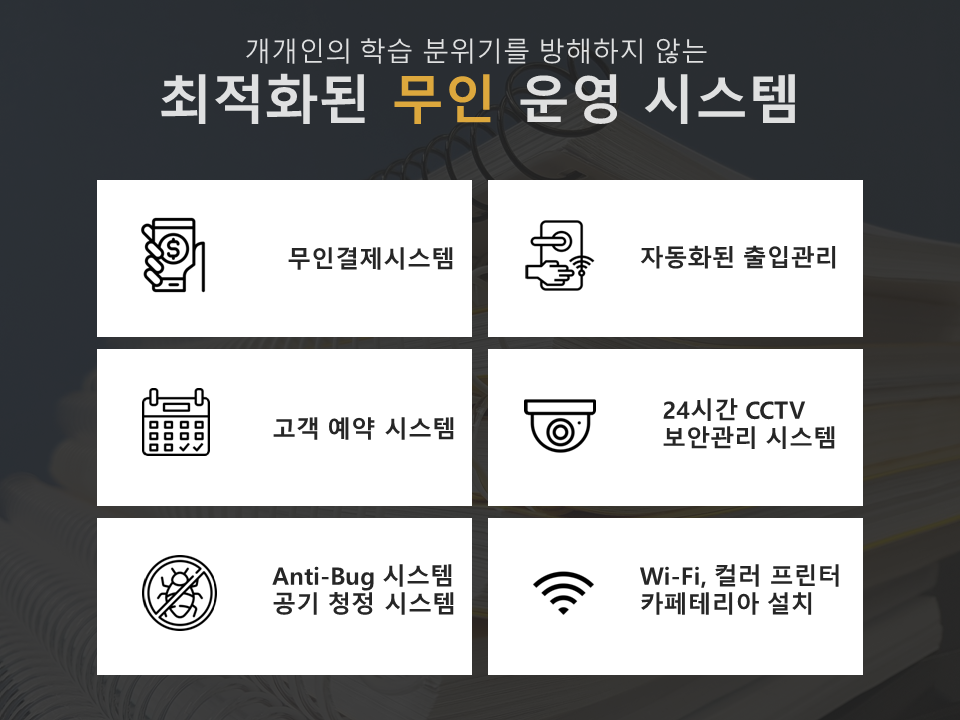 개개인의 학습 분위기를 방해하지 않는
최적화된 무인 운영 시스템
무인결제시스템
자동화된 출입관리
고객 예약 시스템
24시간 CCTV
보안관리 시스템
Anti-Bug 시스템
공기 청정 시스템
Wi-Fi, 컬러 프린터
카페테리아 설치